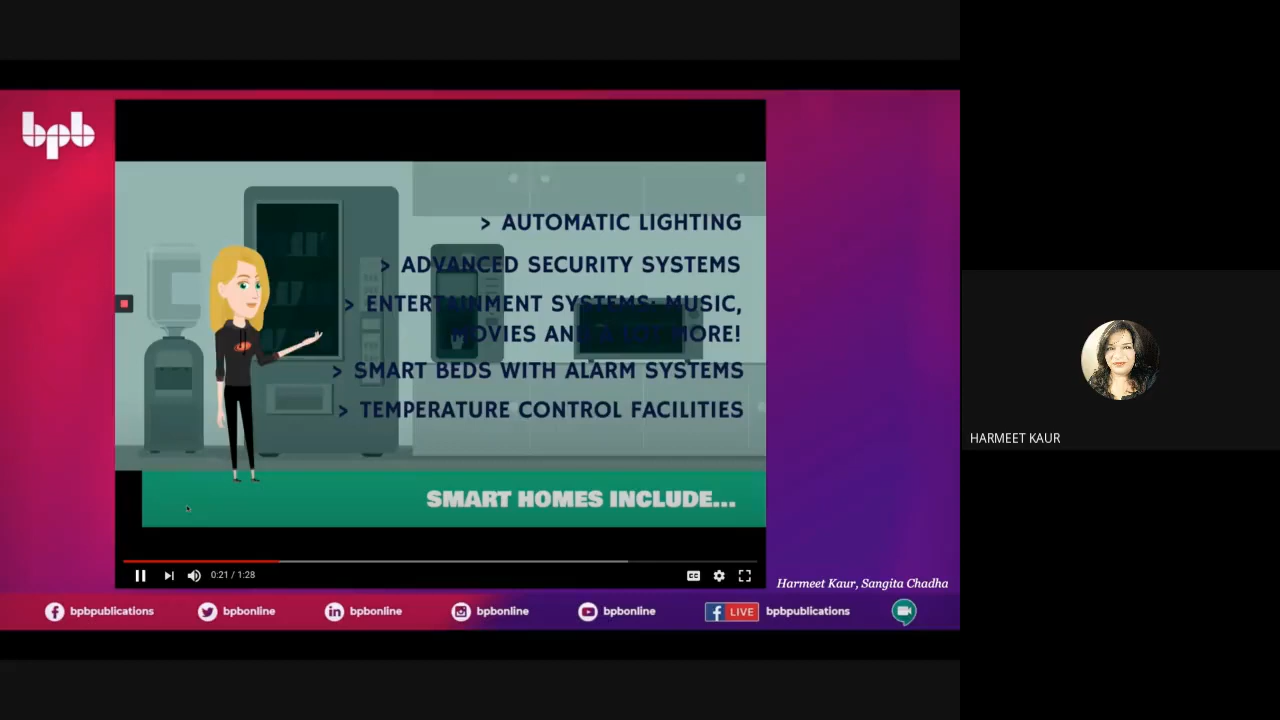 bpb
> AUTOMATIC LIGHTING
> ADVANCED SECURITY SYSTEMS
> ENTERTAINMENT SYSTEMS: MUSIC,
MOVIES AND A LOT MORE!
> SMART BEDS WITH ALARM SYSTEMS
> TEMPERATURE CONTROL FACILITIES
SMART HOMES INCLUDE...
0:21 / 1:28
CC
HARMEET KAUR
Harmeet Kaur, Sangita Chadha
bpbpublications bpbonline bpbonline bpbonline bpbonline LIVE bpbpublications